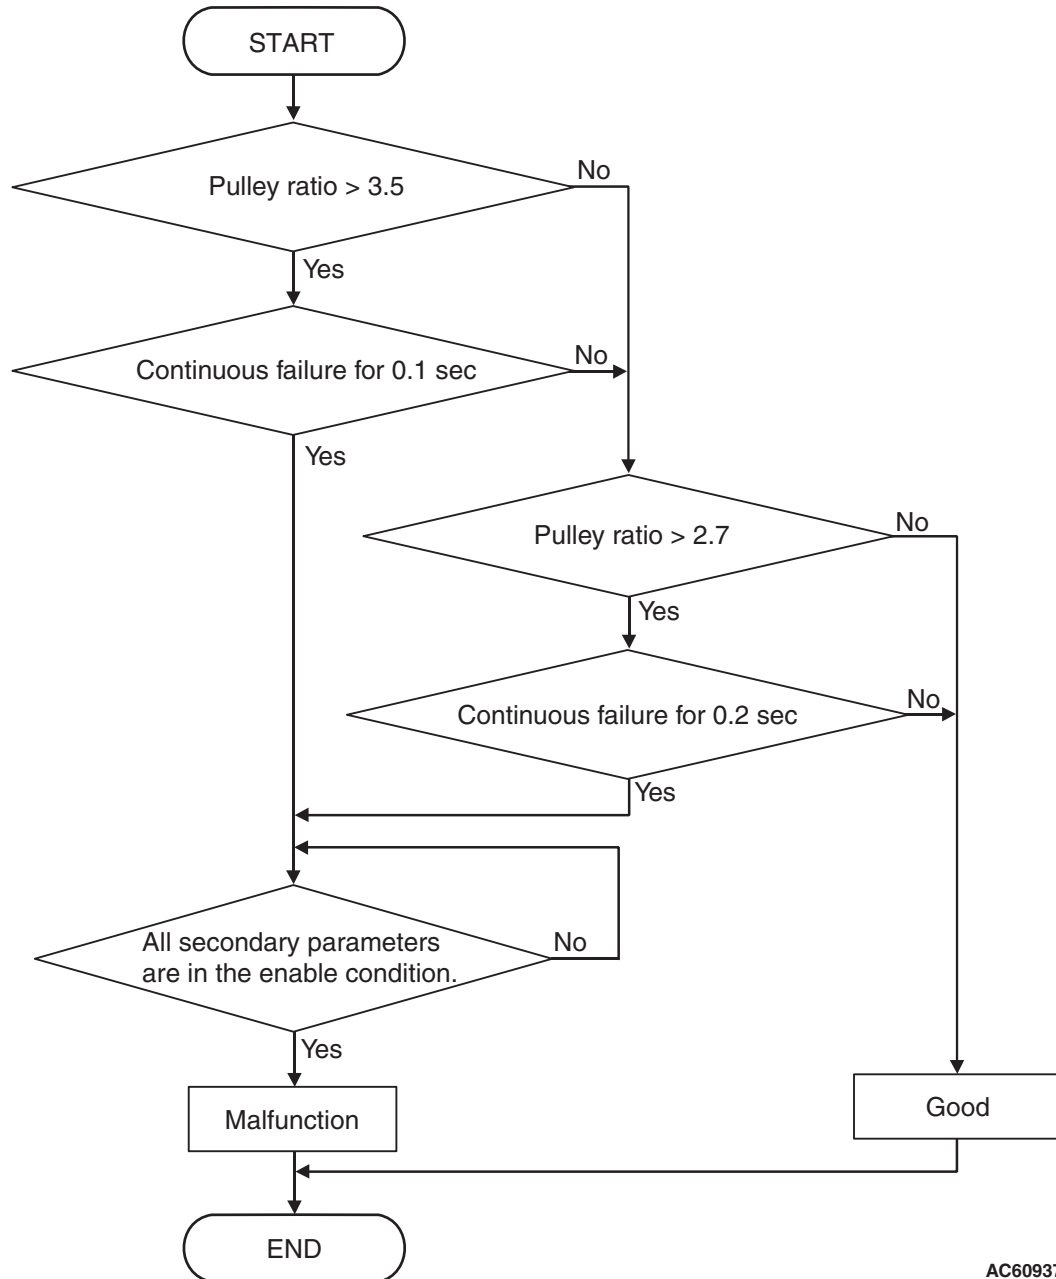 START
Pulley ratio > 3.5
No
Yes
Continuous failure for 0.1 sec
No
Yes
Pulley ratio > 2.7
No
Yes
Continuous failure for 0.2 sec
No
Yes
All secondary parameters
are in the enable condition.
No
Yes
Malfunction
Good
END
AC60937